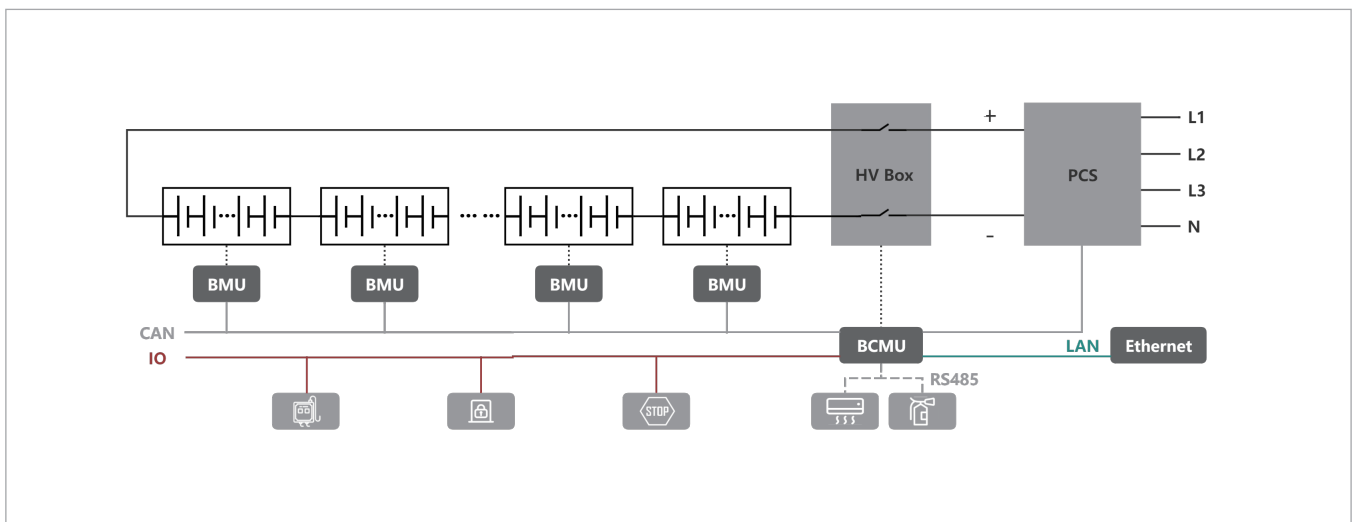 +
L1
L2
HV Box
PCS
L3
... ...
N
-
BMU
BMU
BMU
BMU
CAN
IO
BCMU
LAN
Ethernet
RS485
STOP